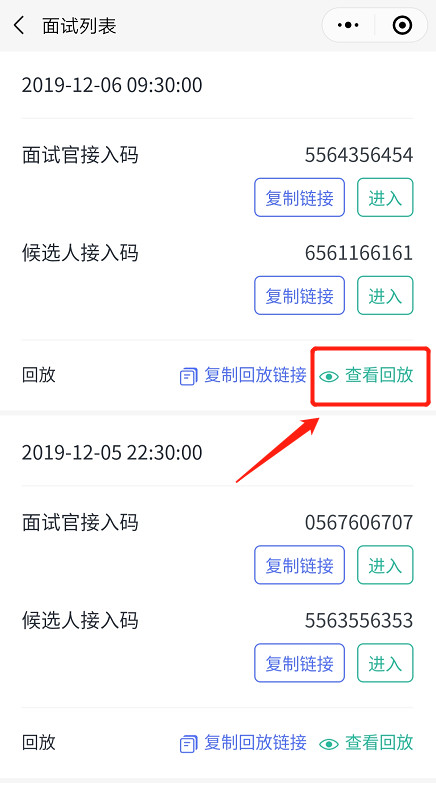 面试列表
2019-12-06 09:30:00
面试官接入码 5564356454
复制链接 进入
候选人接入码 6561166161
复制链接 进入
回放 复制回放链接 查看回放
2019-12-05 22:30:00
面试官接入码 0567606707
复制链接 进入
候选人接入码 5563556353
复制链接 进入
回放 复制回放链接 查看回放